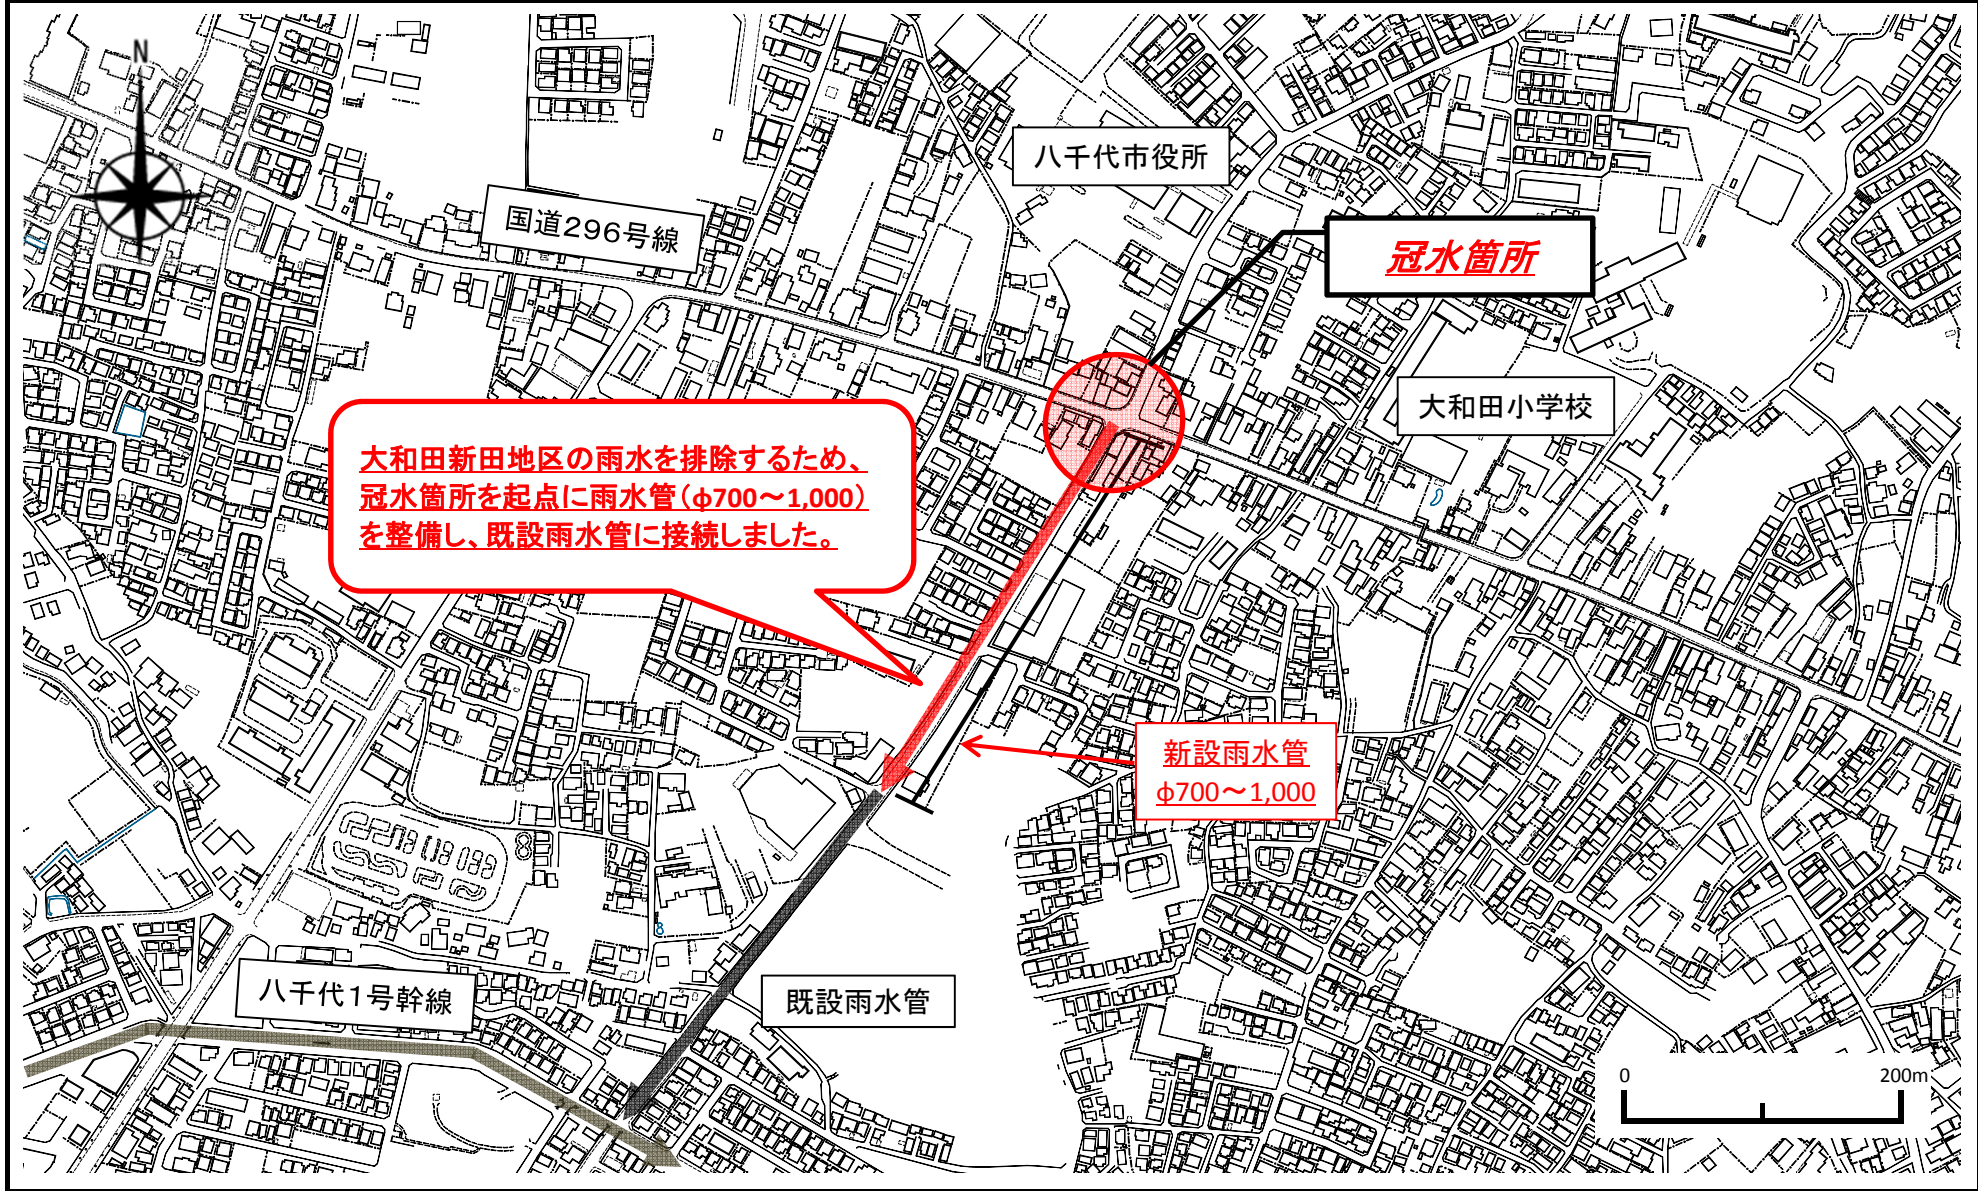 N
八千代市役所
国道296号線
冠水箇所
大和田小学校
大和田新田地区の雨水を排除するため、
冠水箇所を起点に雨水管(φ700～1,000)
を整備し、既設雨水管に接続しました。
新設雨水管
φ700～1,000
八千代1号幹線
既設雨水管
0 200m